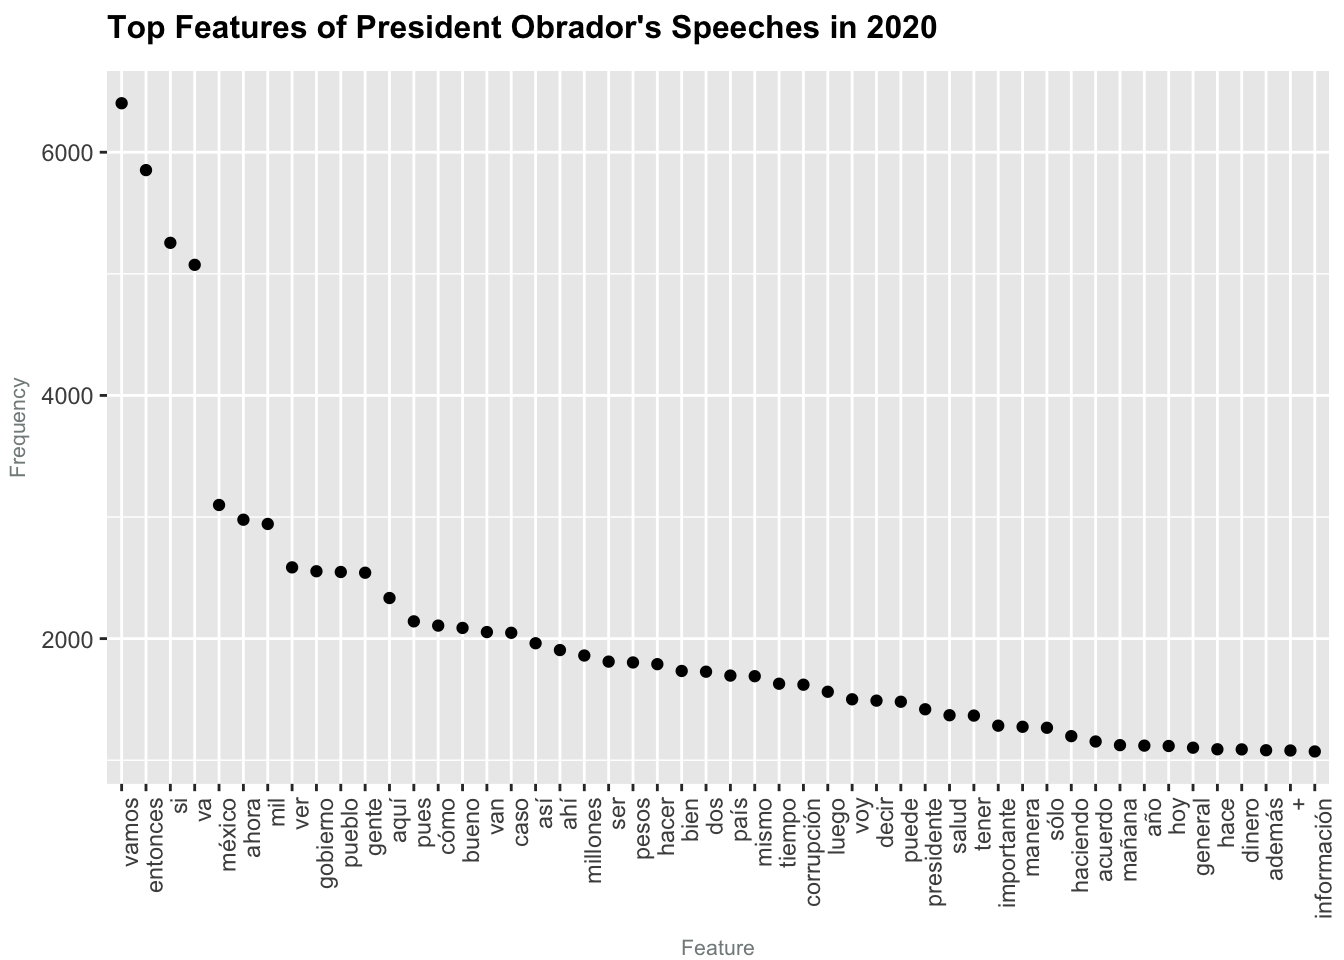 Top Features of President Obrador's Speeches in 2020
6000
4000
2000
Frequency
vamos
entonces
si
va
méxico
ahora
mil
ver
gobierno
pueblo
gente
aquí
pues
cómo
bueno
van
caso
así
ahí
millones
ser
pesos
hacer
bien
dos
país
mismo
tiempo
corrupción
luego
voy
decir
puede
presidente
salud
tener
importante
manera
sólo
haciendo
acuerdo
mañana
año
hoy
general
hace
dinero
además
+
información
Feature